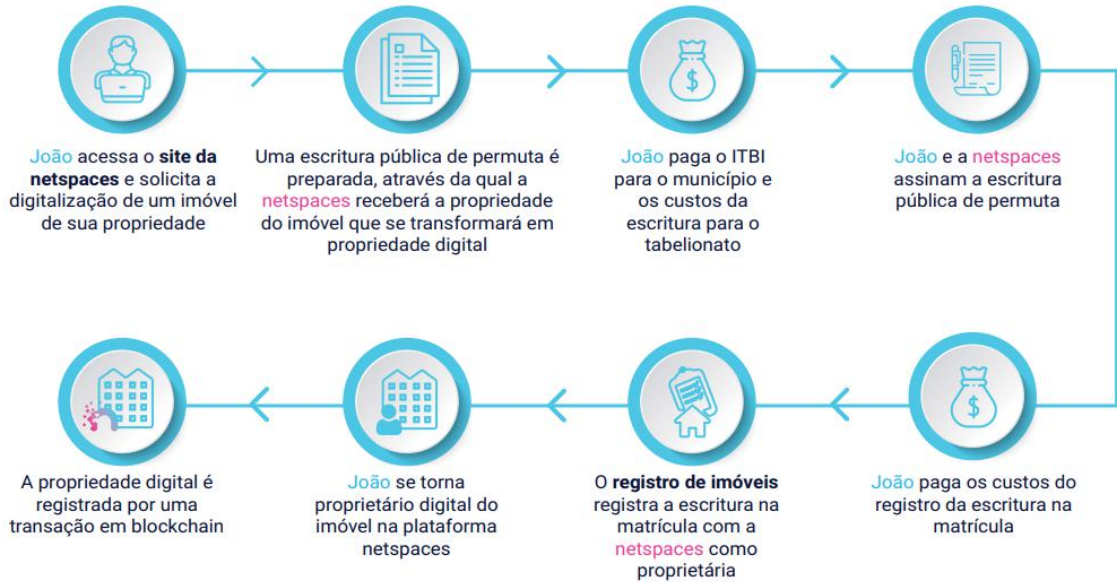 João acessa o site da
netspaces e solicita a
digitalização de um imóvel
de sua propriedade
Uma escritura pública de permuta é
preparada, através da qual a
netspaces receberá a propriedade
do imóvel que se transformará em
propriedade digital
$
João paga o ITBI
para o município e
os custos da
escritura para o
tabelionato
João e a netspaces
assinam a escritura
pública de permuta
$
João paga os custos do
registro da escritura na
matrícula
O registro de imóveis
registra a escritura na
matrícula com a
netspaces como
proprietária
João se torna
proprietário digital do
imóvel na plataforma
netspaces
A propriedade digital é
registrada por uma
transação em blockchain